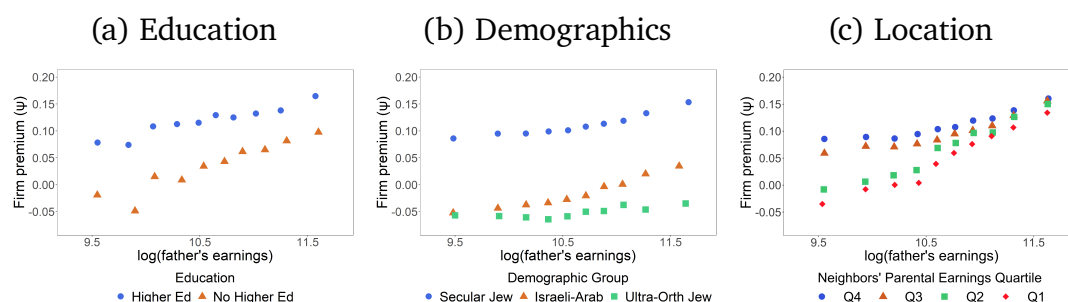 (a) Education
(b) Demographics
(c) Location
Firm premium (ψ)
0.20
0.15
0.10
0.05
0.00
-0.05
9.5
10.5
11.5
log(father's earnings)
Education
Higher Ed
No Higher Ed
Firm premium (ψ)
0.20
0.15
0.10
0.05
0.00
-0.05
9.5
10.5
11.5
log(father's earnings)
Demographic Group
Secular Jew
Israeli-Arab
Ultra-Orth Jew
Firm premium (ψ)
0.20
0.15
0.10
0.05
0.00
-0.05
9.5
10.5
11.5
log(father's earnings)
Neighbors' Parental Earnings Quartile
Q4
Q3
Q2
Q1